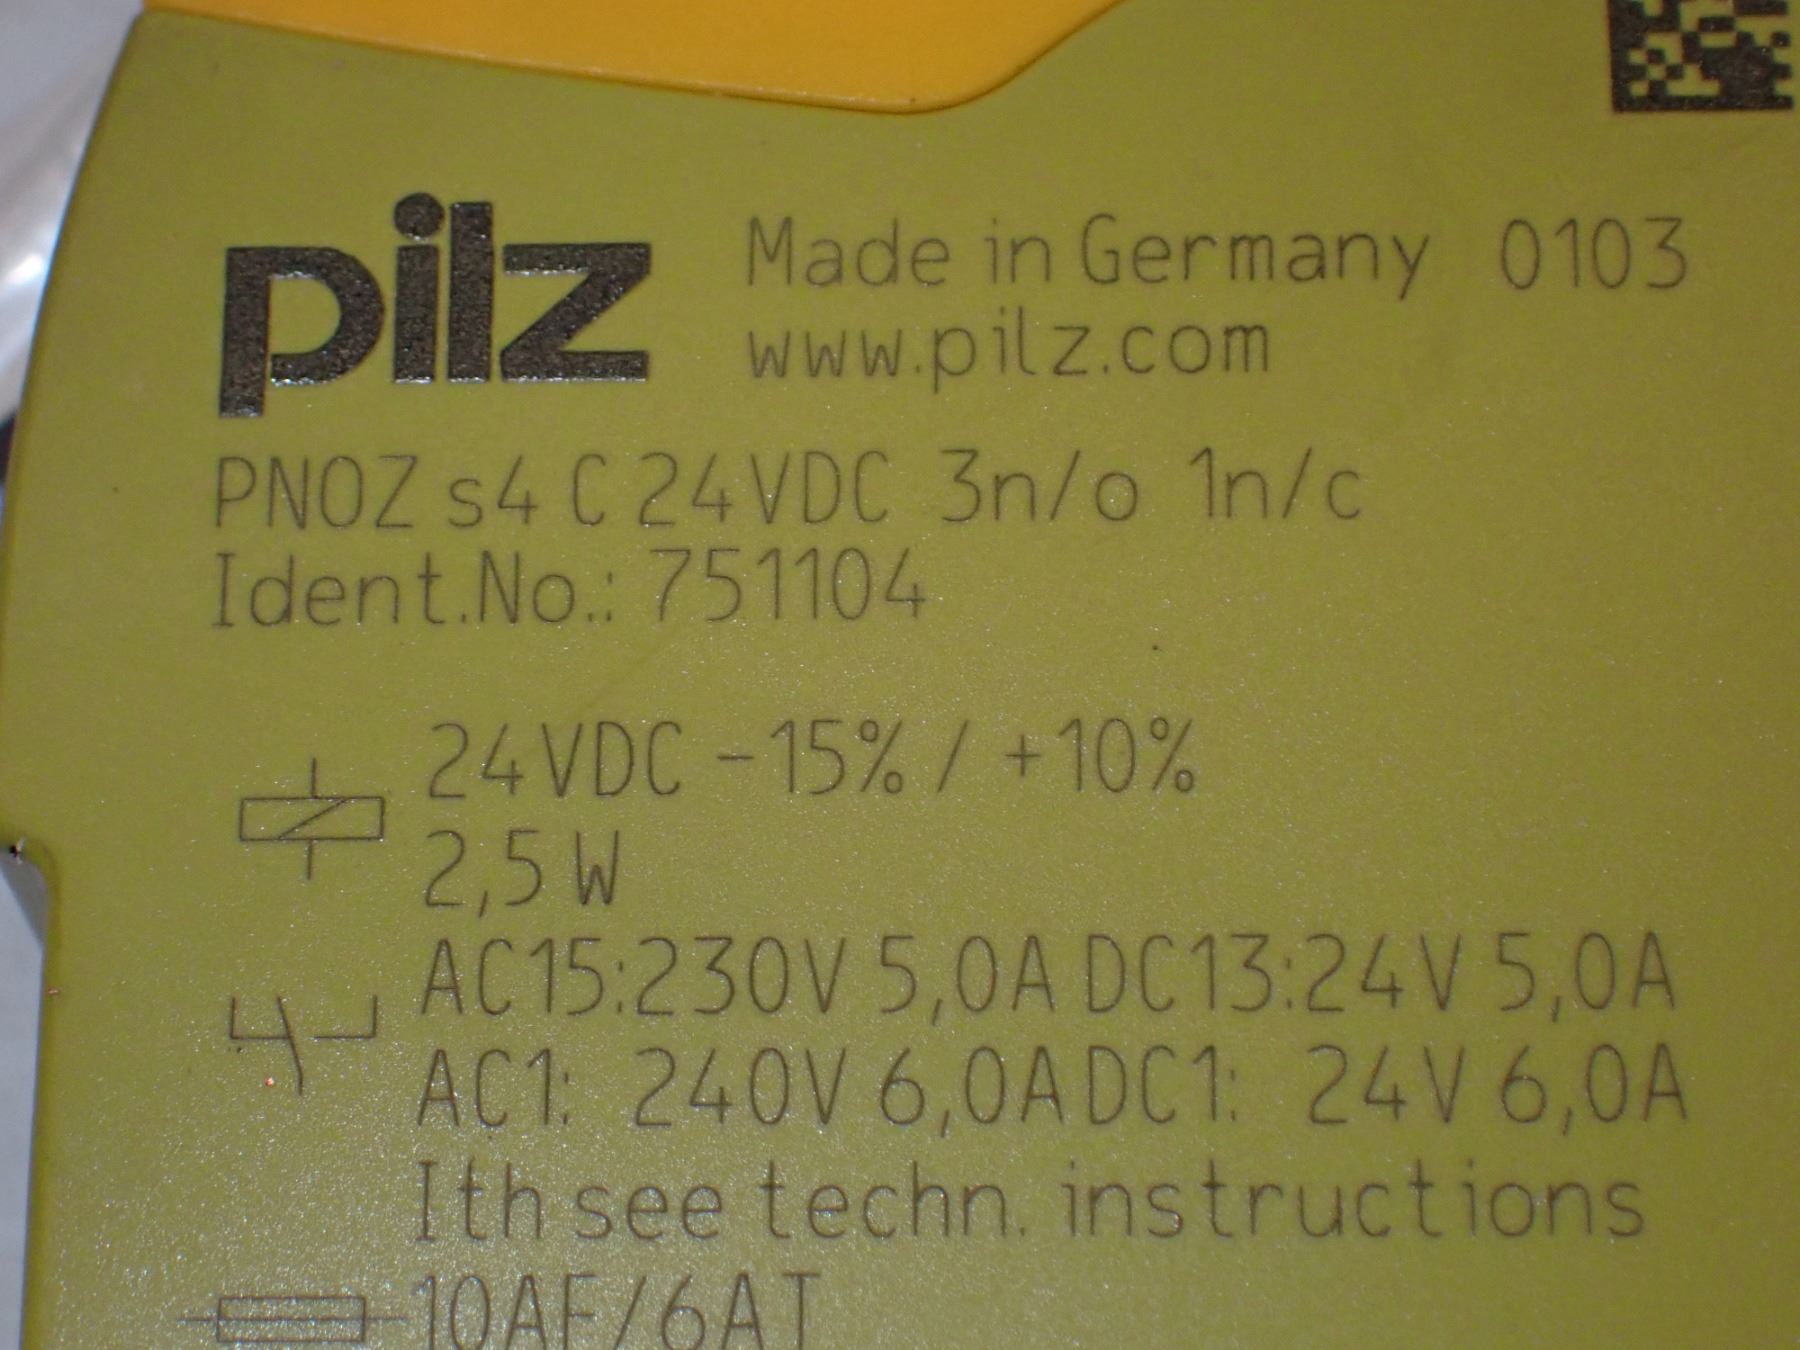 pilz
Made in Germany 0103
www.pilz.com
PNOZ s4 C 24VDC 3n/o 1n/c
Ident.No.: 751104
24VDC -15% / +10%
2,5 W
AC15:230V 5,0A DC13:24V 5,0A
AC1: 240V 6,0A DC1: 24V 6,0A
Ith see techn. instructions
10AF/6AT